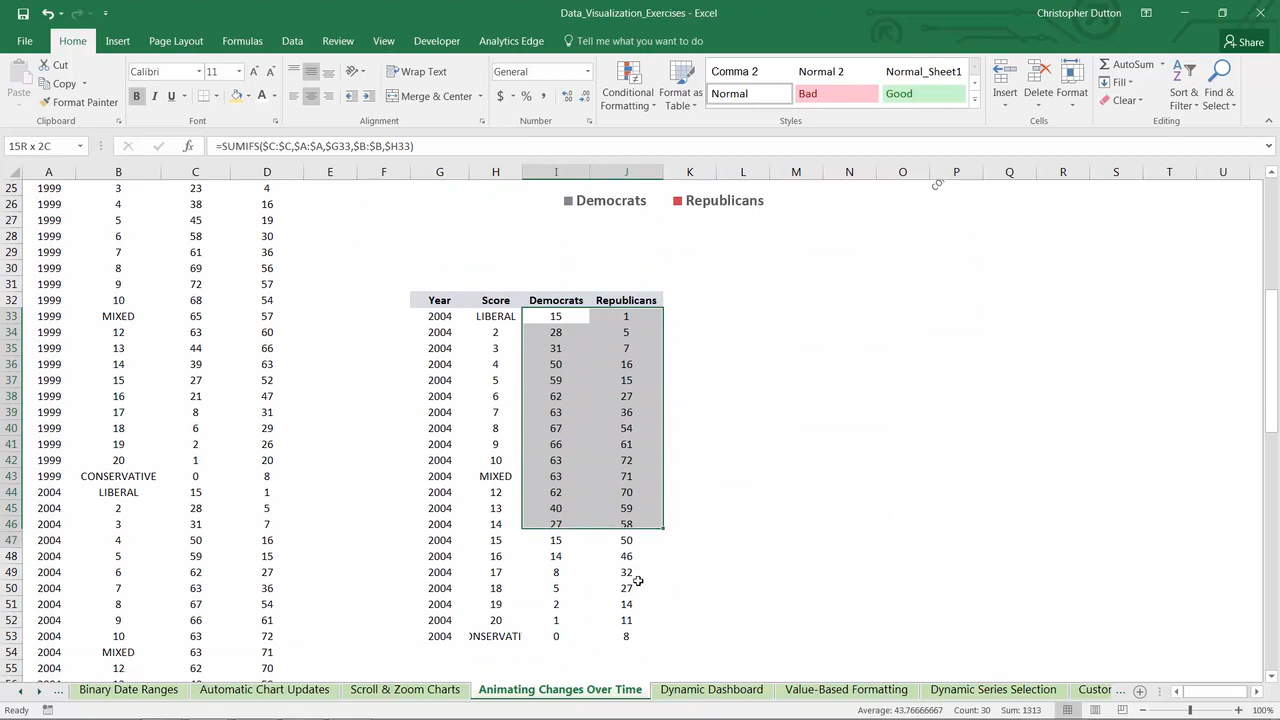 Data_Visualization_Exercises - Excel
Christopher Dutton
File Home Insert Page Layout Formulas Data Review View Developer Analytics Edge Tell me what you want to do Share
Paste
Cut
Copy
Format Painter
Clipboard
Calibri 11
B I U
Font
Wrap Text
Merge & Center
Alignment
General
$ % ,
Number
Conditional Formatting
Format as Table
Comma 2 Normal 2 Normal_Sheet1
Normal Bad Good
Styles
Insert Delete Format
Cells
AutoSum
Fill
Clear
Sort & Filter
Find & Select
Editing
15R x 2C fx =SUMIFS($C:$C,$A:$A,$G33,$B:$B,$H33)
A B C D E F G H I J K L M N O P Q R S T U
25 1999 3 23 4
26 1999 4 38 16 Democrats Republicans
27 1999 5 45 19
28 1999 6 58 30
29 1999 7 61 36
30 1999 8 69 56
31 1999 9 72 57
32 1999 10 68 54 Year Score Democrats Republicans
33 1999 MIXED 65 57 2004 LIBERAL 15 1
34 1999 12 63 60 2004 2 28 5
35 1999 13 44 66 2004 3 31 7
36 1999 14 39 63 2004 4 50 16
37 1999 15 27 52 2004 5 59 15
38 1999 16 21 47 2004 6 62 27
39 1999 17 8 31 2004 7 63 36
40 1999 18 6 29 2004 8 67 54
41 1999 19 2 26 2004 9 66 61
42 1999 20 1 20 2004 10 63 72
43 1999 CONSERVATIVE 0 8 2004 MIXED 63 71
44 2004 LIBERAL 15 1 2004 12 62 70
45 2004 2 28 5 2004 13 40 59
46 2004 3 31 7 2004 14 27 58
47 2004 4 50 16 2004 15 15 50
48 2004 5 59 15 2004 16 14 46
49 2004 6 62 27 2004 17 8 32
50 2004 7 63 36 2004 18 5 27
51 2004 8 67 54 2004 19 2 14
52 2004 9 66 61 2004 20 1 11
53 2004 10 63 72 2004 ONSERVATI 0 8
54 2004 MIXED 63 71
55 2004 12 62 70
... Binary Date Ranges Automatic Chart Updates Scroll & Zoom Charts Animating Changes Over Time Dynamic Dashboard Value-Based Formatting Dynamic Series Selection Custor ...
Ready Average: 43.76666667 Count: 30 Sum: 1313 100%